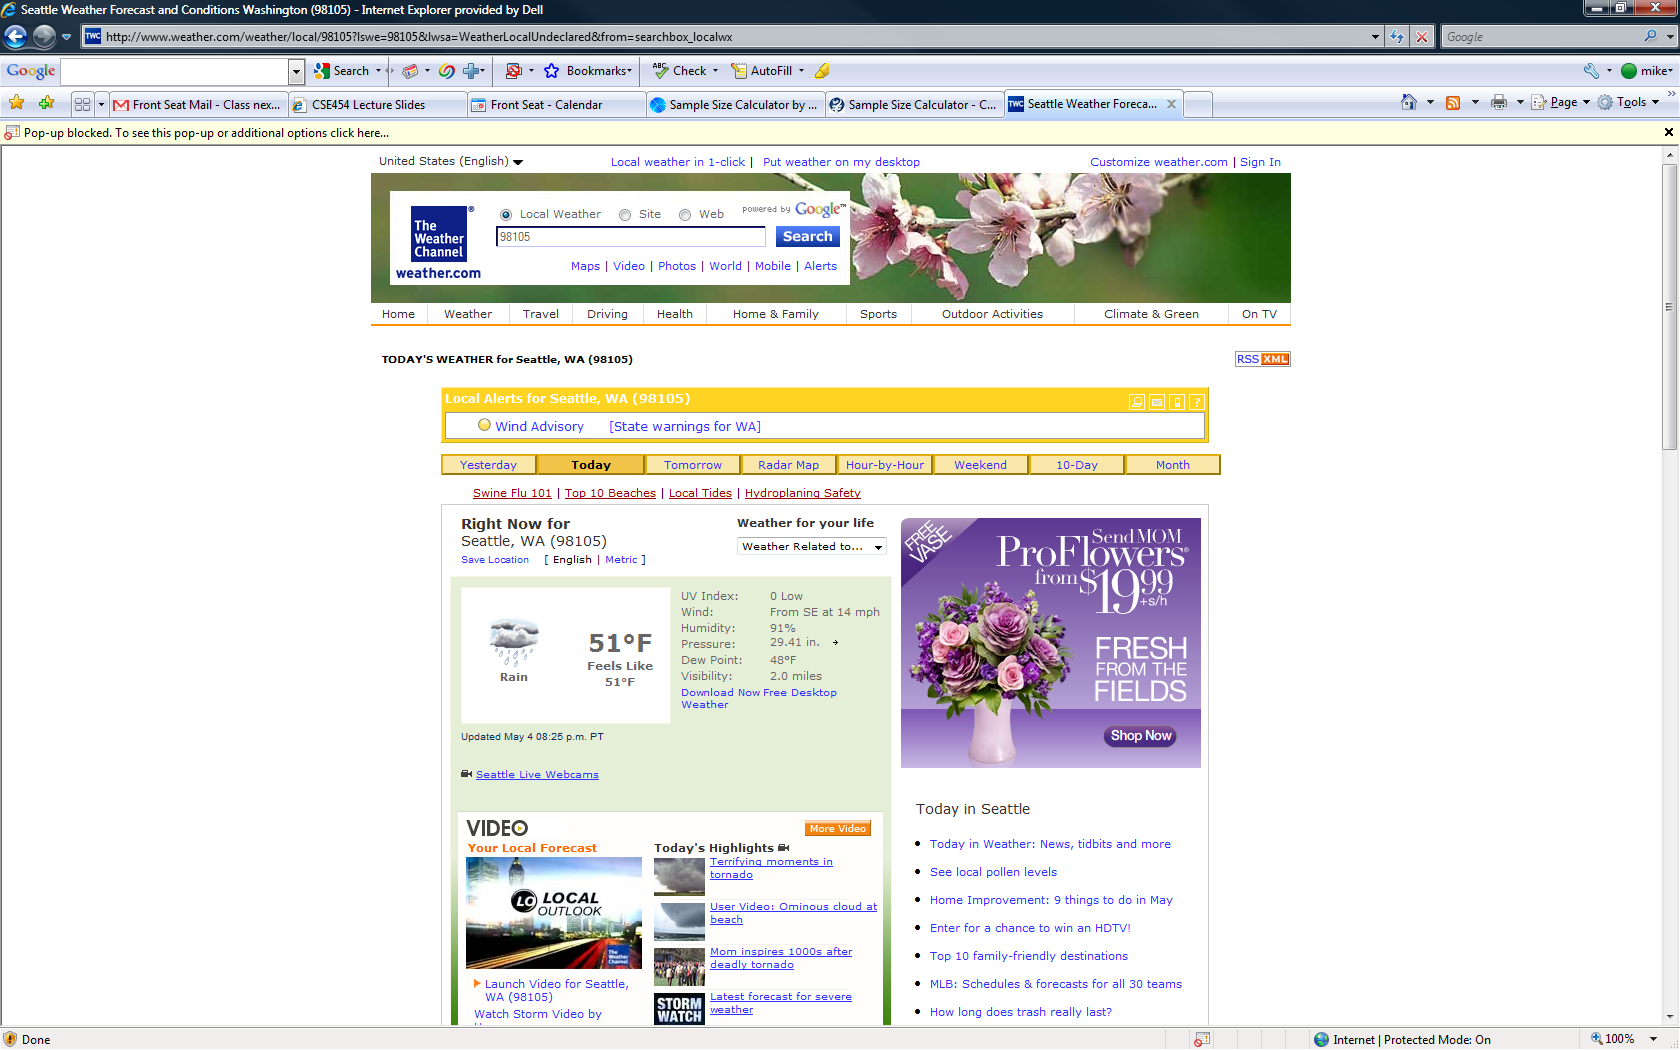 Seattle Weather Forecast and Conditions Washington (98105) - Internet Explorer provided by Dell
TWC http://www.weather.com/weather/local/98105?lswe=98105&lwsa=WeatherLocalUndeclared&from=searchbox_localwx
Google
Google Search Bookmarks Check AutoFill mike
Front Seat Mail - Class nex... CSE454 Lecture Slides Front Seat - Calendar Sample Size Calculator by ... Sample Size Calculator - C... TWC Seattle Weather Foreca... Page Tools
Pop-up blocked. To see this pop-up or additional options click here...
United States (English) Local weather in 1-click | Put weather on my desktop Customize weather.com | Sign In
The Weather Channel
weather.com
Local Weather Site Web powered by Google™
98105 Search
Maps | Video | Photos | World | Mobile | Alerts
Home Weather Travel Driving Health Home & Family Sports Outdoor Activities Climate & Green On TV
TODAY'S WEATHER for Seattle, WA (98105) RSS XML
Local Alerts for Seattle, WA (98105) ?
Wind Advisory [State warnings for WA]
Yesterday Today Tomorrow Radar Map Hour-by-Hour Weekend 10-Day Month
Swine Flu 101 | Top 10 Beaches | Local Tides | Hydroplaning Safety
Right Now for
Seattle, WA (98105)
Save Location [ English | Metric ]
Weather for your life
Weather Related to...
Rain
51°F
Feels Like
51°F
UV Index: 0 Low
Wind: From SE at 14 mph
Humidity: 91%
Pressure: 29.41 in.
Dew Point: 48°F
Visibility: 2.0 miles
Download Now Free Desktop
Weather
Updated May 4 08:25 p.m. PT
Seattle Live Webcams
FREE VASE
Send MOM
ProFlowers®
from $19.99
+s/h
FRESH
FROM THE
FIELDS
Shop Now
VIDEO More Video
Your Local Forecast
LO LOCAL
OUTLOOK
The Weather Channel
Launch Video for Seattle,
WA (98105)
Watch Storm Video by
Today's Highlights
Terrifying moments in
tornado
User Video: Ominous cloud at
beach
Mom inspires 1000s after
deadly tornado
STORM
WATCH
Latest forecast for severe
weather
Today in Seattle
Today in Weather: News, tidbits and more
See local pollen levels
Home Improvement: 9 things to do in May
Enter for a chance to win an HDTV!
Top 10 family-friendly destinations
MLB: Schedules & forecasts for all 30 teams
How long does trash really last?
Done Internet | Protected Mode: On 100%